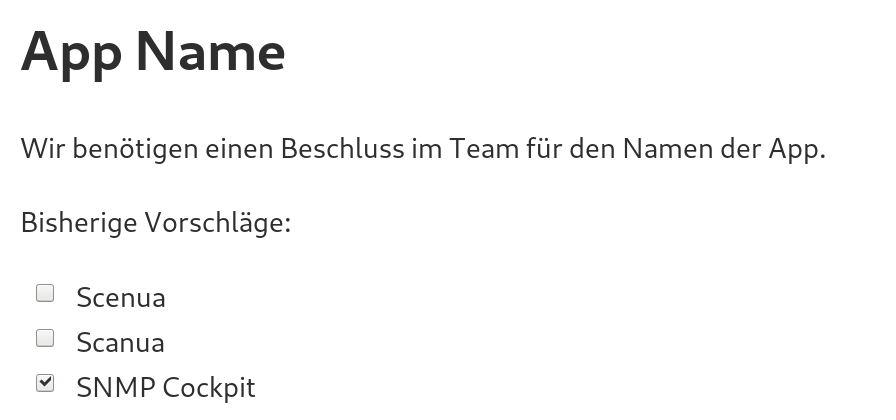 App Name
Wir benötigen einen Beschluss im Team für den Namen der App.
Bisherige Vorschläge:
Scenua
Scanua
SNMP Cockpit